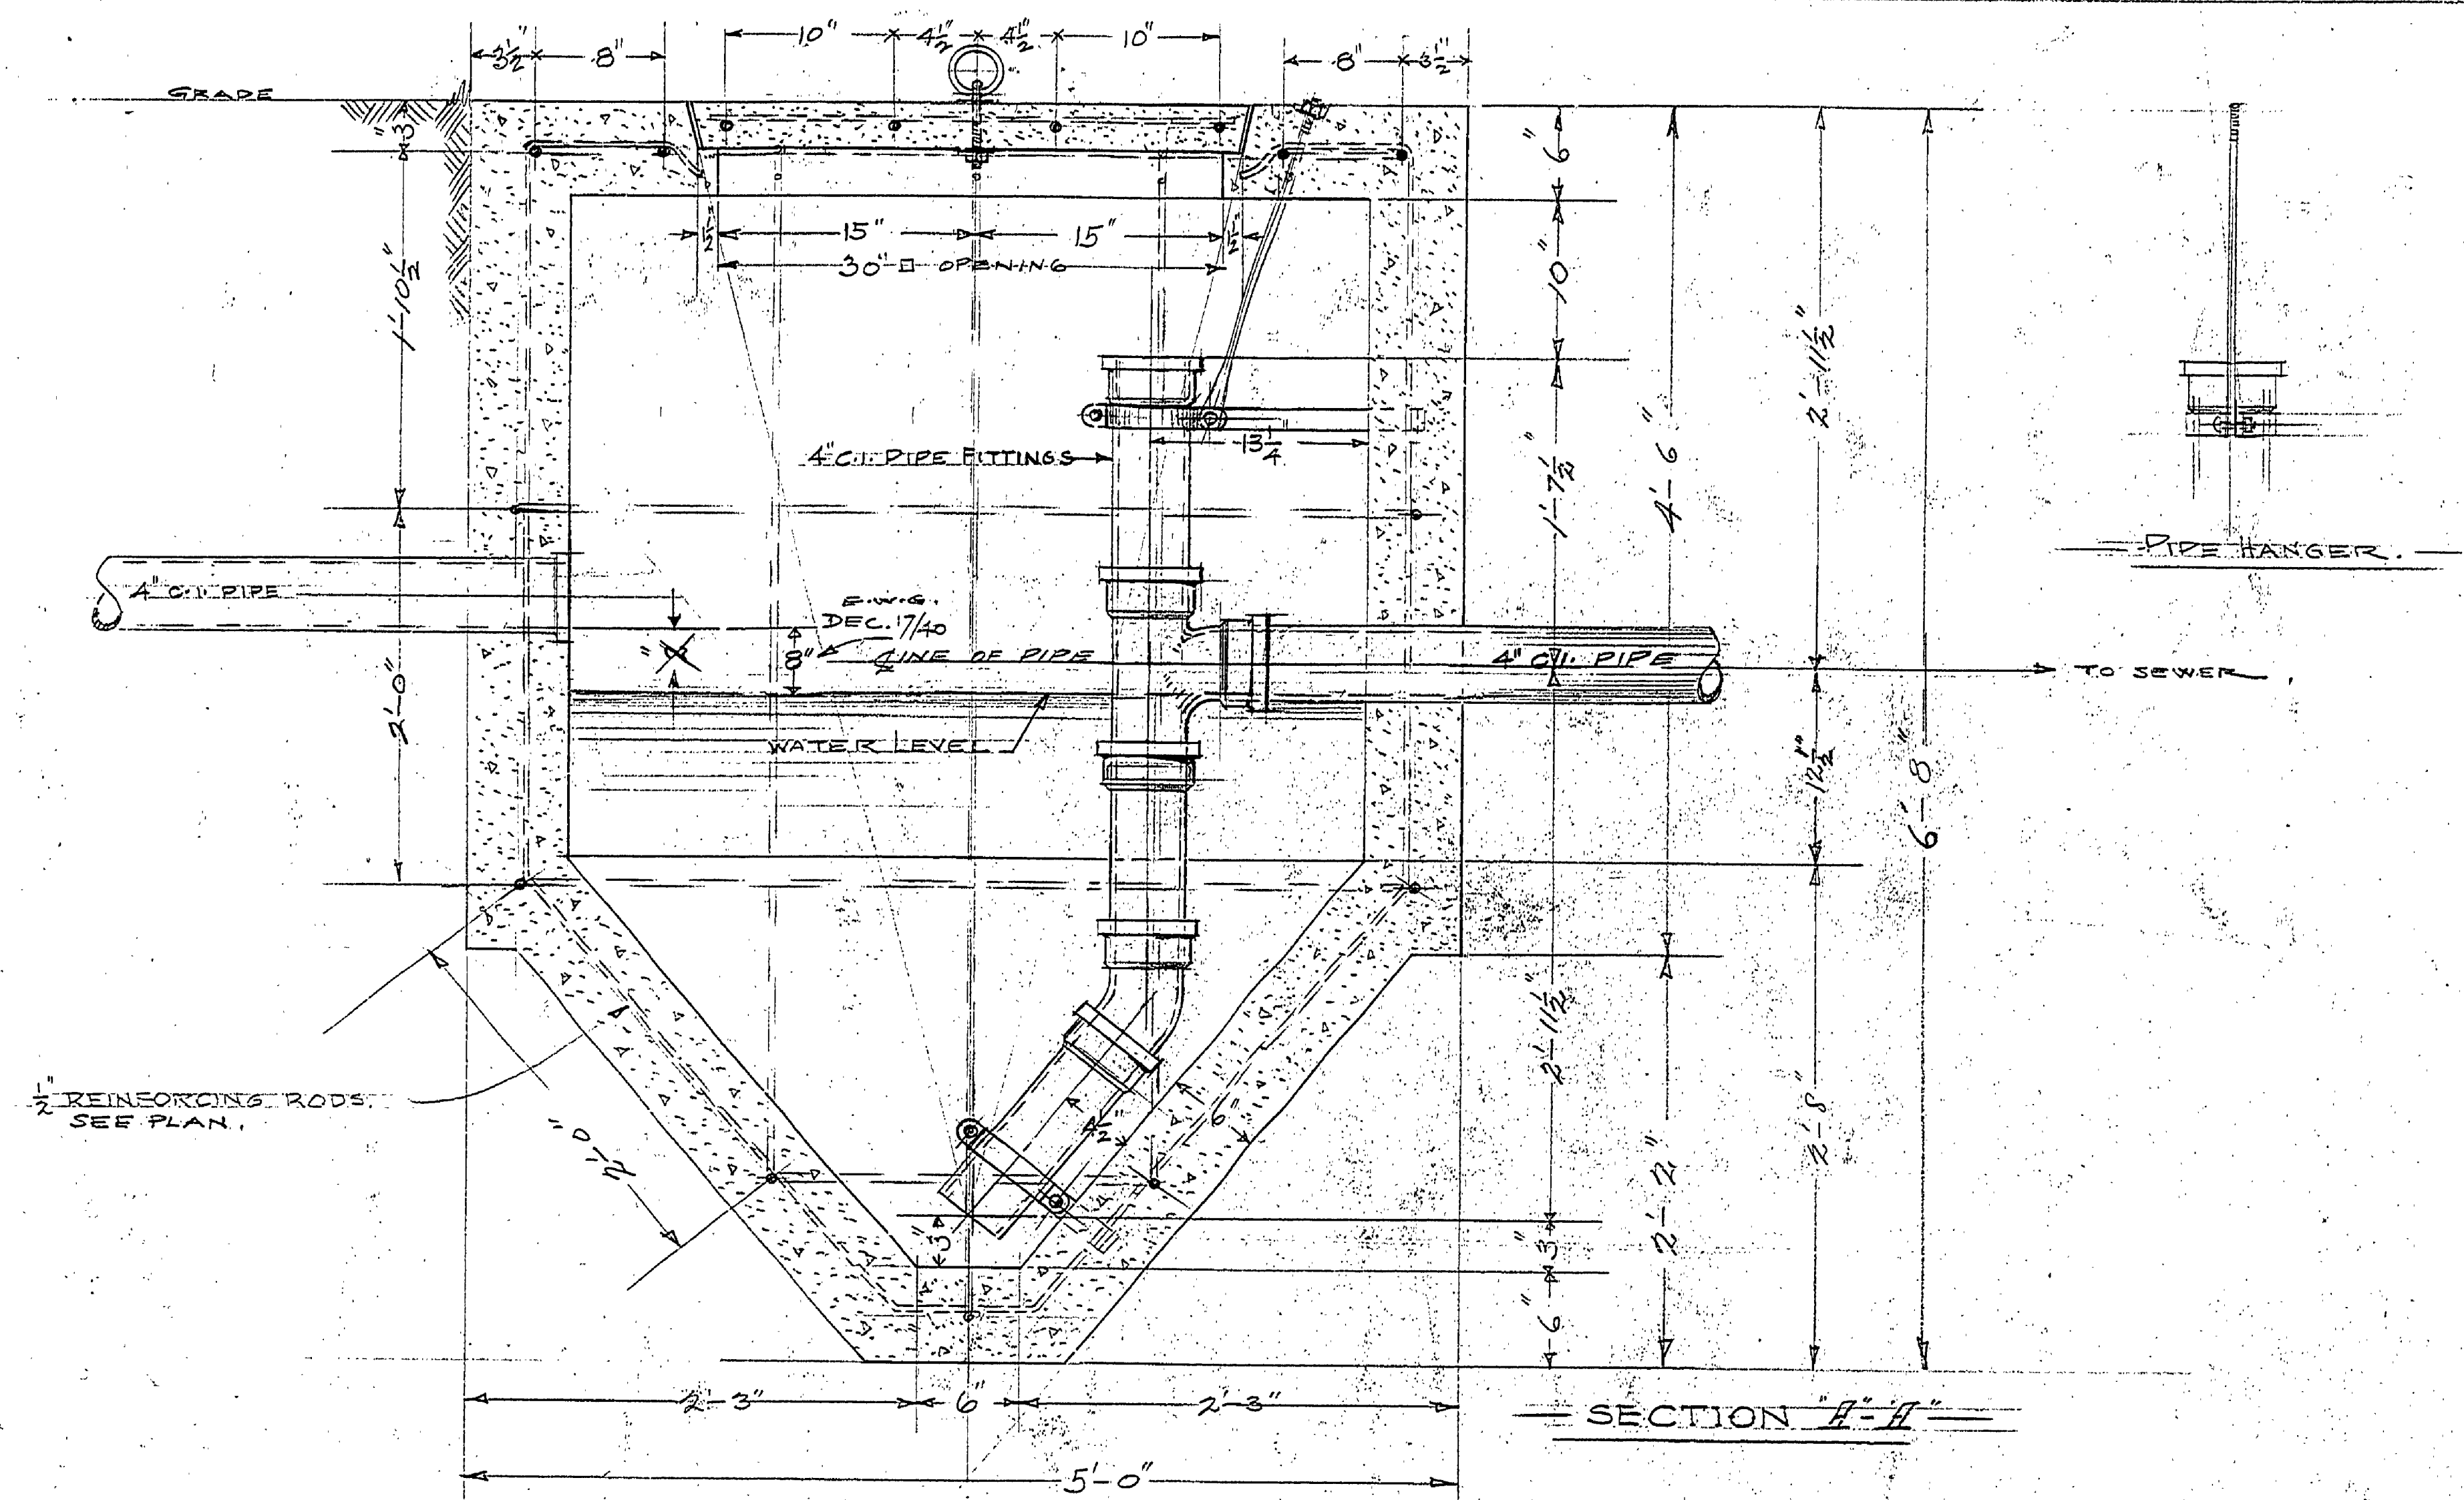 10" 4½" 4½" 10"
3½" 8" 8" 3½"
GRADE
3"
6"
1½" 15" 15" 1½"
30" □ OPENING
10"
1'-10½"
2'-11½"
13¼
4" C.I. PIPE FITTINGS
1'-7½"
4'-6"
PIPE HANGER.
4" C.I. PIPE
E.W.G.
DEC. 17/40
8"
℄ LINE OF PIPE
4" C.I. PIPE
TO SEWER
2'-0"
WATER LEVEL
12½"
6'-8"
2'-11½"
½" REINFORCING RODS.
SEE PLAN.
2'-0"
4½"
6"
2'-8"
2'-2"
3"
3"
6"
2'-3" 6" 2'-3"
SECTION "A"-"A"
5'-0"